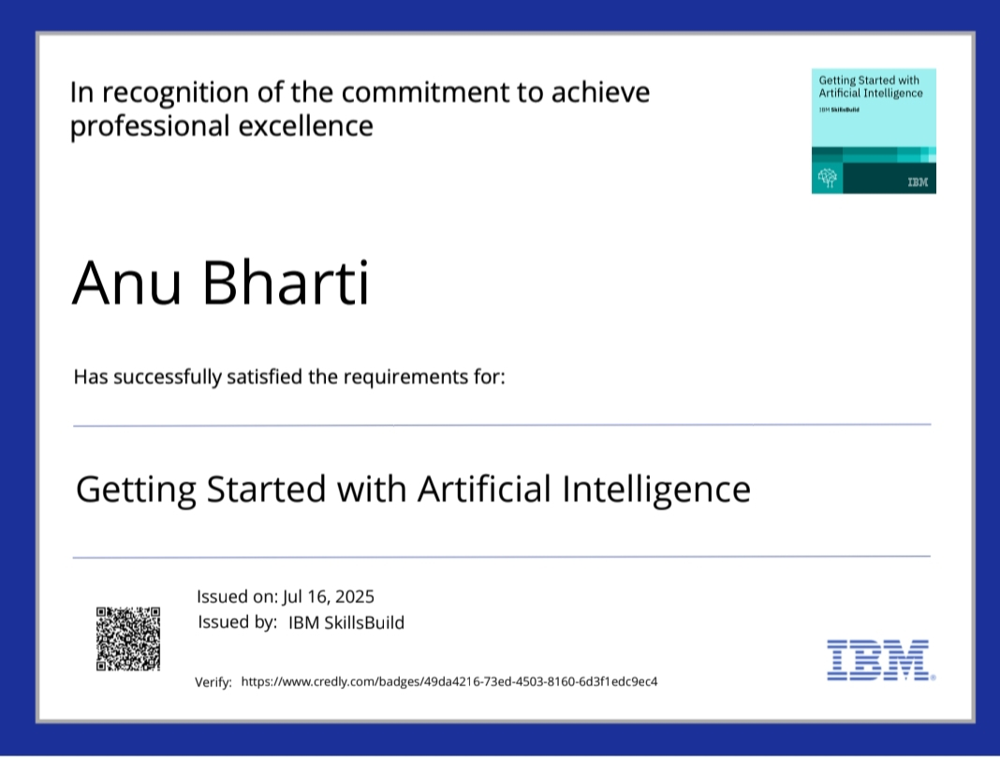 In recognition of the commitment to achieve
professional excellence
Getting Started with
Artificial Intelligence
IBM SkillsBuild
IBM
Anu Bharti
Has successfully satisfied the requirements for:
Getting Started with Artificial Intelligence
Issued on: Jul 16, 2025
Issued by: IBM SkillsBuild
Verify: https://www.credly.com/badges/49da4216-73ed-4503-8160-6d3f1edc9ec4
IBM®